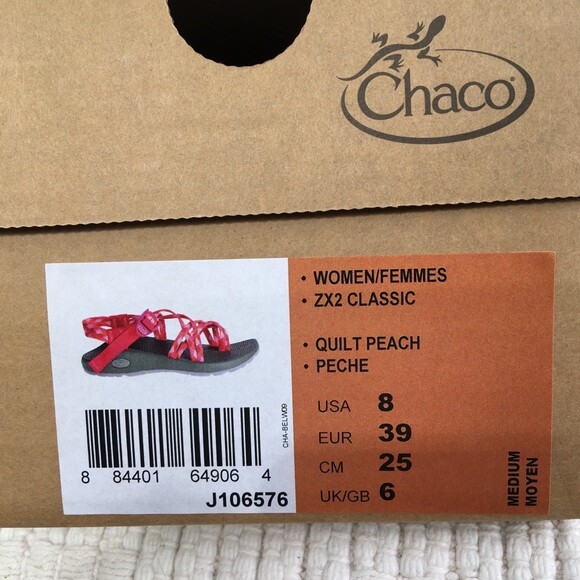 Chaco
• WOMEN/FEMMES
• ZX2 CLASSIC
• QUILT PEACH
• PECHE
USA 8
EUR 39
CM 25
UK/GB 6
MEDIUM
MOYEN
CHA-BELW09
8 84401 64906 4
J106576